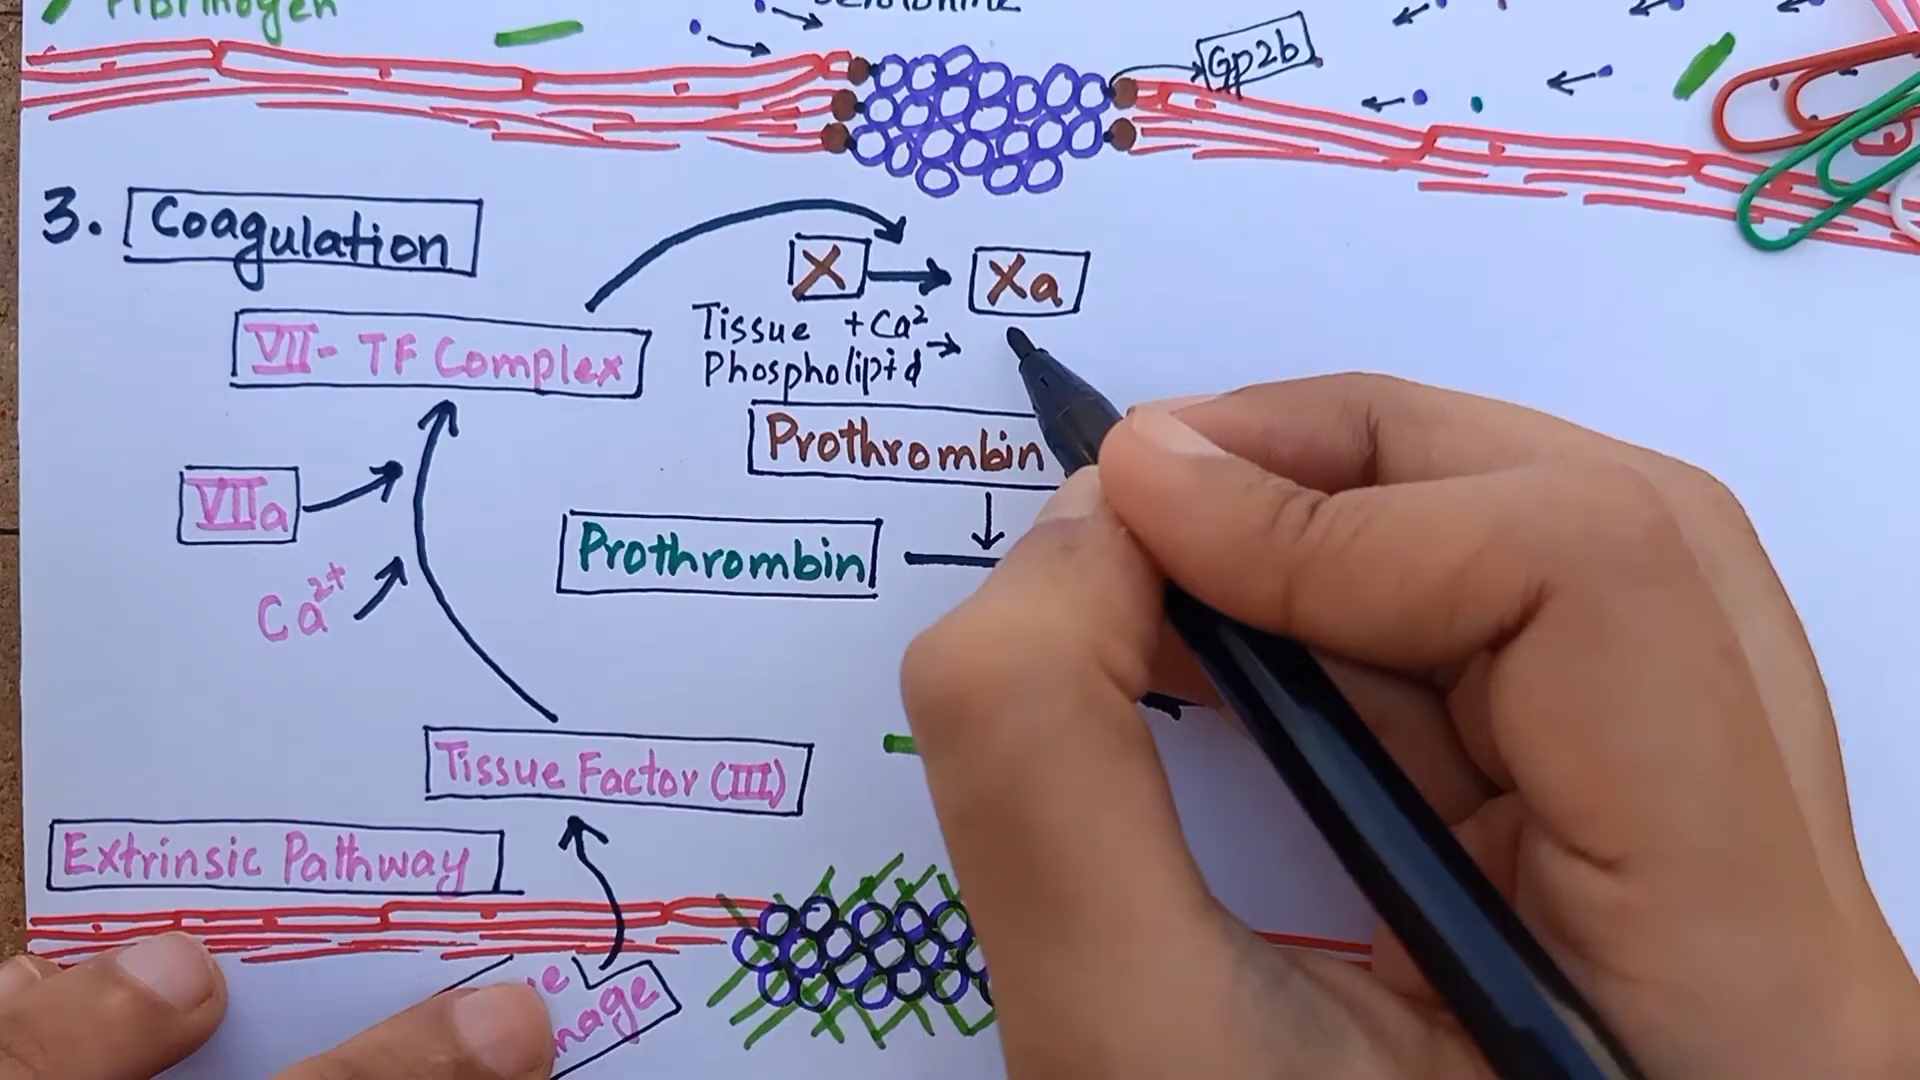 Gp2b
3. Coagulation
X
Xa
Tissue +Ca2
Phospholipid
VII- TF Complex
Prothrombin
VIIa
Prothrombin
Ca2+
Tissue Factor (III)
Extrinsic Pathway